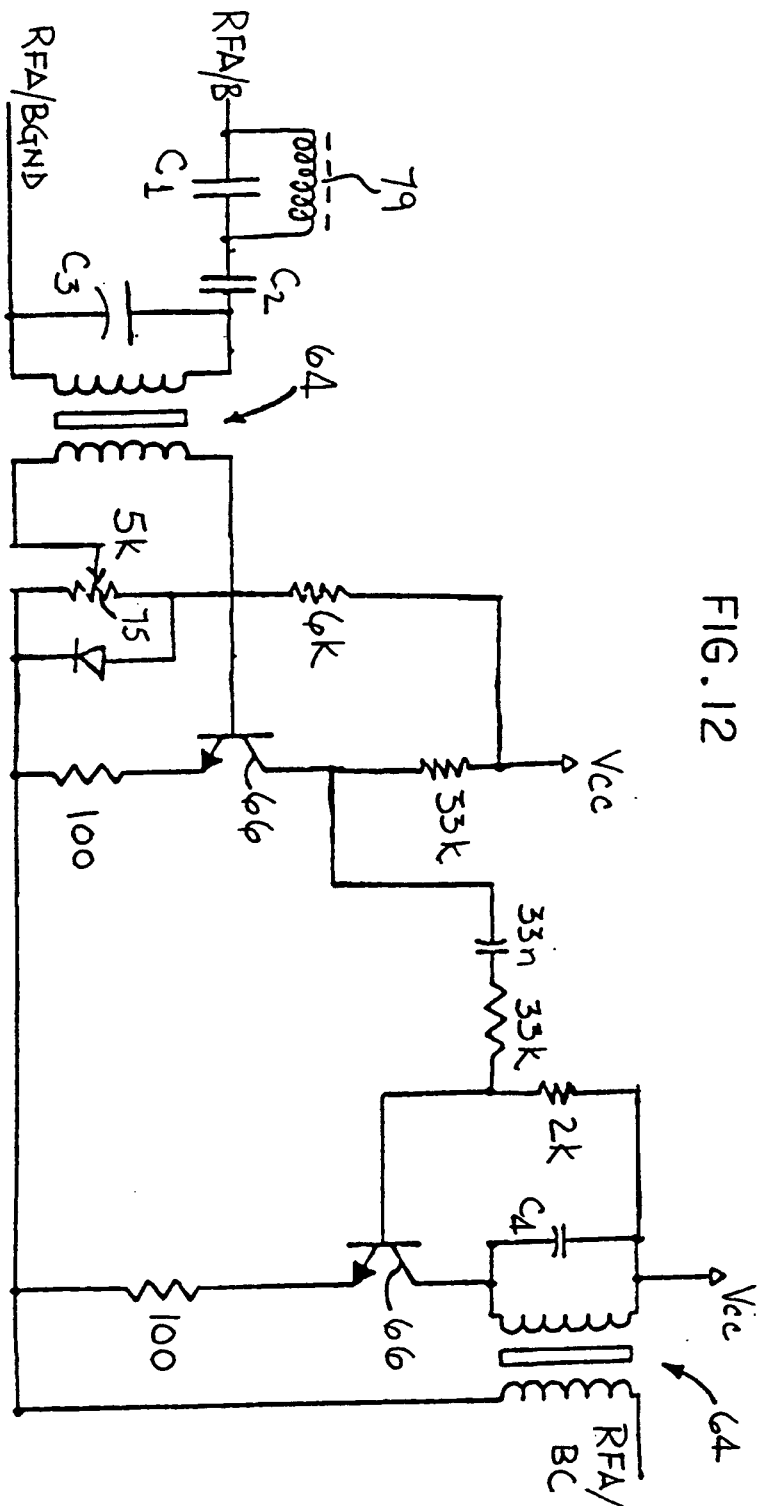 FIG. 12
79
RFA/B
C1
C2
C3
RFA/BGND
64
5K
75
6K
Vcc
33K
66
100
33n
33K
2K
C4
Vcc
66
100
64
RFA/
BC